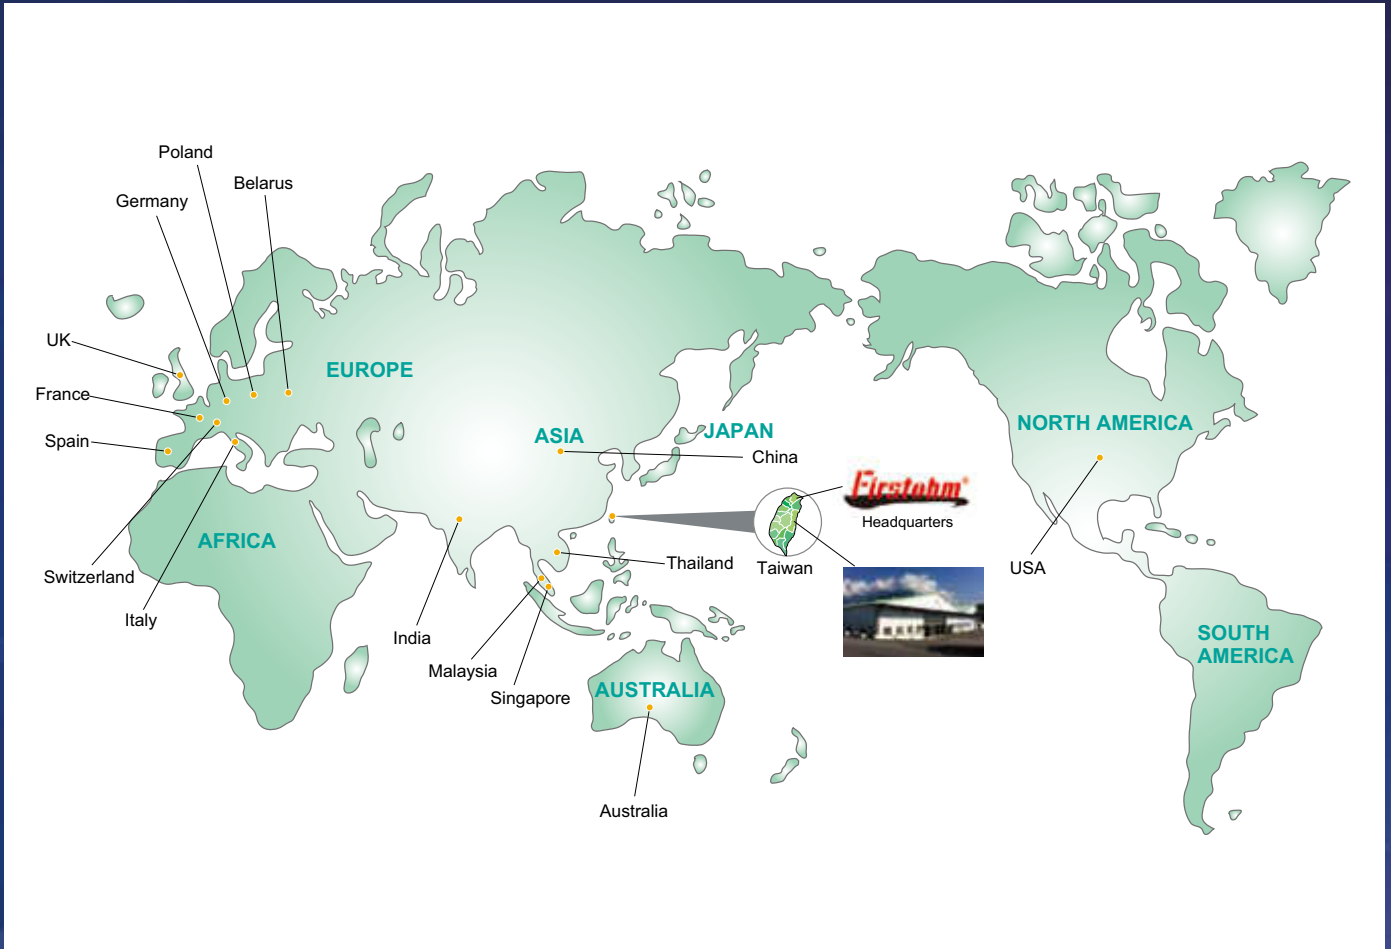 Poland
Belarus
Germany
UK
EUROPE
France
Spain
ASIA
JAPAN
China
NORTH AMERICA
Firstohm®
Headquarters
AFRICA
Thailand
Taiwan
USA
Switzerland
Italy
India
Malaysia
Singapore
SOUTH
AMERICA
AUSTRALIA
Australia